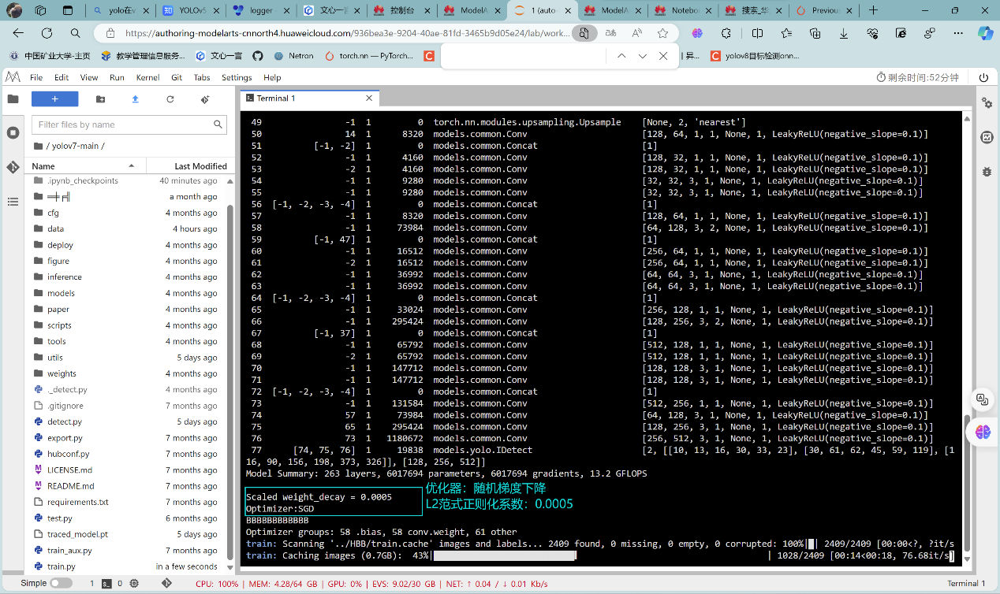 yolo在v
YOLOv5
logger
文心一言
控制台
ModelA
1 (auto
ModelA
Notebo
搜索_华
Previou
https://authoring-modelarts-cnnorth4.huaweicloud.com/936bea3e-9204-40ae-81fd-3465b9d05e24/lab/work...
中国矿业大学-主页
教学管理信息服务...
文心一言
Netron
torch.nn — PyTorch...
昇...
yolov8目标检测onn...
File Edit View Run Kernel Git Tabs Settings Help
剩余时间:52分钟
Terminal 1
Filter files by name
/ yolov7-main /
Name Last Modified
.ipynb_checkpoints 40 minutes ago
a month ago
cfg 4 months ago
data 4 hours ago
deploy 4 months ago
figure 4 months ago
inference 4 months ago
models 4 months ago
paper 4 months ago
scripts 4 months ago
tools 4 months ago
utils 5 days ago
weights 4 months ago
._detect.py 4 months ago
.gitignore 7 months ago
detect.py 5 days ago
export.py 7 months ago
hubconf.py 7 months ago
LICENSE.md 7 months ago
README.md 7 months ago
requirements.txt 7 months ago
test.py 6 months ago
traced_model.pt 5 days ago
train_aux.py 7 months ago
train.py in a few seconds
49 -1 1 0 torch.nn.modules.upsampling.Upsample [None, 2, 'nearest']
50 14 1 8320 models.common.Conv [128, 64, 1, 1, None, 1, LeakyReLU(negative_slope=0.1)]
51 [-1, -2] 1 0 models.common.Concat [1]
52 -1 1 4160 models.common.Conv [128, 32, 1, 1, None, 1, LeakyReLU(negative_slope=0.1)]
53 -2 1 4160 models.common.Conv [128, 32, 1, 1, None, 1, LeakyReLU(negative_slope=0.1)]
54 -1 1 9280 models.common.Conv [32, 32, 3, 1, None, 1, LeakyReLU(negative_slope=0.1)]
55 -1 1 9280 models.common.Conv [32, 32, 3, 1, None, 1, LeakyReLU(negative_slope=0.1)]
56 [-1, -2, -3, -4] 1 0 models.common.Concat [1]
57 -1 1 8320 models.common.Conv [128, 64, 1, 1, None, 1, LeakyReLU(negative_slope=0.1)]
58 -1 1 73984 models.common.Conv [64, 128, 3, 2, None, 1, LeakyReLU(negative_slope=0.1)]
59 [-1, 47] 1 0 models.common.Concat [1]
60 -1 1 16512 models.common.Conv [256, 64, 1, 1, None, 1, LeakyReLU(negative_slope=0.1)]
61 -2 1 16512 models.common.Conv [256, 64, 1, 1, None, 1, LeakyReLU(negative_slope=0.1)]
62 -1 1 36992 models.common.Conv [64, 64, 3, 1, None, 1, LeakyReLU(negative_slope=0.1)]
63 -1 1 36992 models.common.Conv [64, 64, 3, 1, None, 1, LeakyReLU(negative_slope=0.1)]
64 [-1, -2, -3, -4] 1 0 models.common.Concat [1]
65 -1 1 33024 models.common.Conv [256, 128, 1, 1, None, 1, LeakyReLU(negative_slope=0.1)]
66 -1 1 295424 models.common.Conv [128, 256, 3, 2, None, 1, LeakyReLU(negative_slope=0.1)]
67 [-1, 37] 1 0 models.common.Concat [1]
68 -1 1 65792 models.common.Conv [512, 128, 1, 1, None, 1, LeakyReLU(negative_slope=0.1)]
69 -2 1 65792 models.common.Conv [512, 128, 1, 1, None, 1, LeakyReLU(negative_slope=0.1)]
70 -1 1 147712 models.common.Conv [128, 128, 3, 1, None, 1, LeakyReLU(negative_slope=0.1)]
71 -1 1 147712 models.common.Conv [128, 128, 3, 1, None, 1, LeakyReLU(negative_slope=0.1)]
72 [-1, -2, -3, -4] 1 0 models.common.Concat [1]
73 -1 1 131584 models.common.Conv [512, 256, 1, 1, None, 1, LeakyReLU(negative_slope=0.1)]
74 57 1 73984 models.common.Conv [64, 128, 3, 1, None, 1, LeakyReLU(negative_slope=0.1)]
75 65 1 295424 models.common.Conv [128, 256, 3, 1, None, 1, LeakyReLU(negative_slope=0.1)]
76 73 1 1180672 models.common.Conv [256, 512, 3, 1, None, 1, LeakyReLU(negative_slope=0.1)]
77 [74, 75, 76] 1 19838 models.yolo.IDetect [2, [[10, 13, 16, 30, 33, 23], [30, 61, 62, 45, 59, 119], [1
16, 90, 156, 198, 373, 326]], [128, 256, 512]]
Model Summary: 263 layers, 6017694 parameters, 6017694 gradients, 13.2 GFLOPS
优化器：随机梯度下降
Scaled weight_decay = 0.0005
L2范式正则化系数：0.0005
Optimizer:SGD
BBBBBBBBBBBB
Optimizer groups: 58 .bias, 58 conv.weight, 61 other
train: Scanning '../HBB/train.cache' images and labels... 2409 found, 0 missing, 0 empty, 0 corrupted: 100%| | 2409/2409 [00:00<?, ?it/s
train: Caching images (0.7GB): 43%| | 1028/2409 [00:14<00:18, 76.68it/s]
Simple 1 0 CPU: 100% | MEM: 4.28/64 GB | GPU: 0% | EVS: 9.02/30 GB | NET: ↑ 0.04 / ↓ 0.01 Kb/s Terminal 1